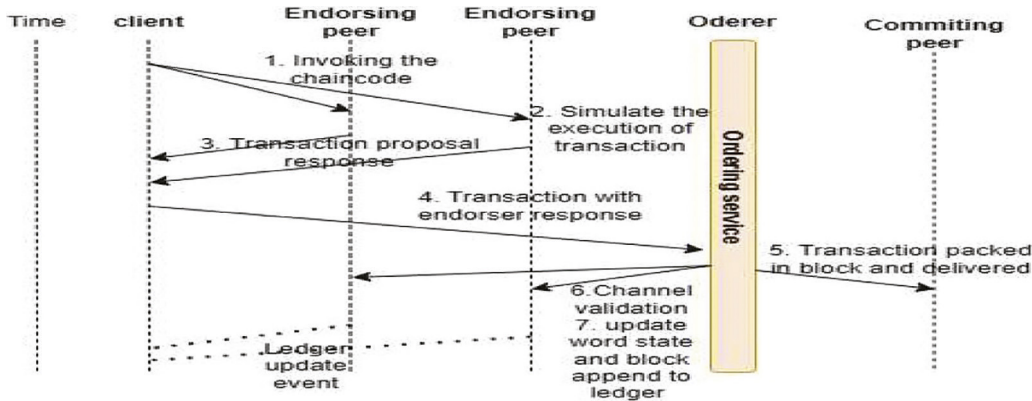 Time
client
Endorsing
peer
Endorsing
peer
Oderer
Commiting
peer
1. Invoking the
chaincode
2. Simulate the
execution of
transaction
3. Transaction proposal
response
4. Transaction with
endorser response
Ordering service
5. Transaction packed
in block and delivered
6.Channel
validation
7. update
word state
and block
append to
ledger
Ledger
update
event